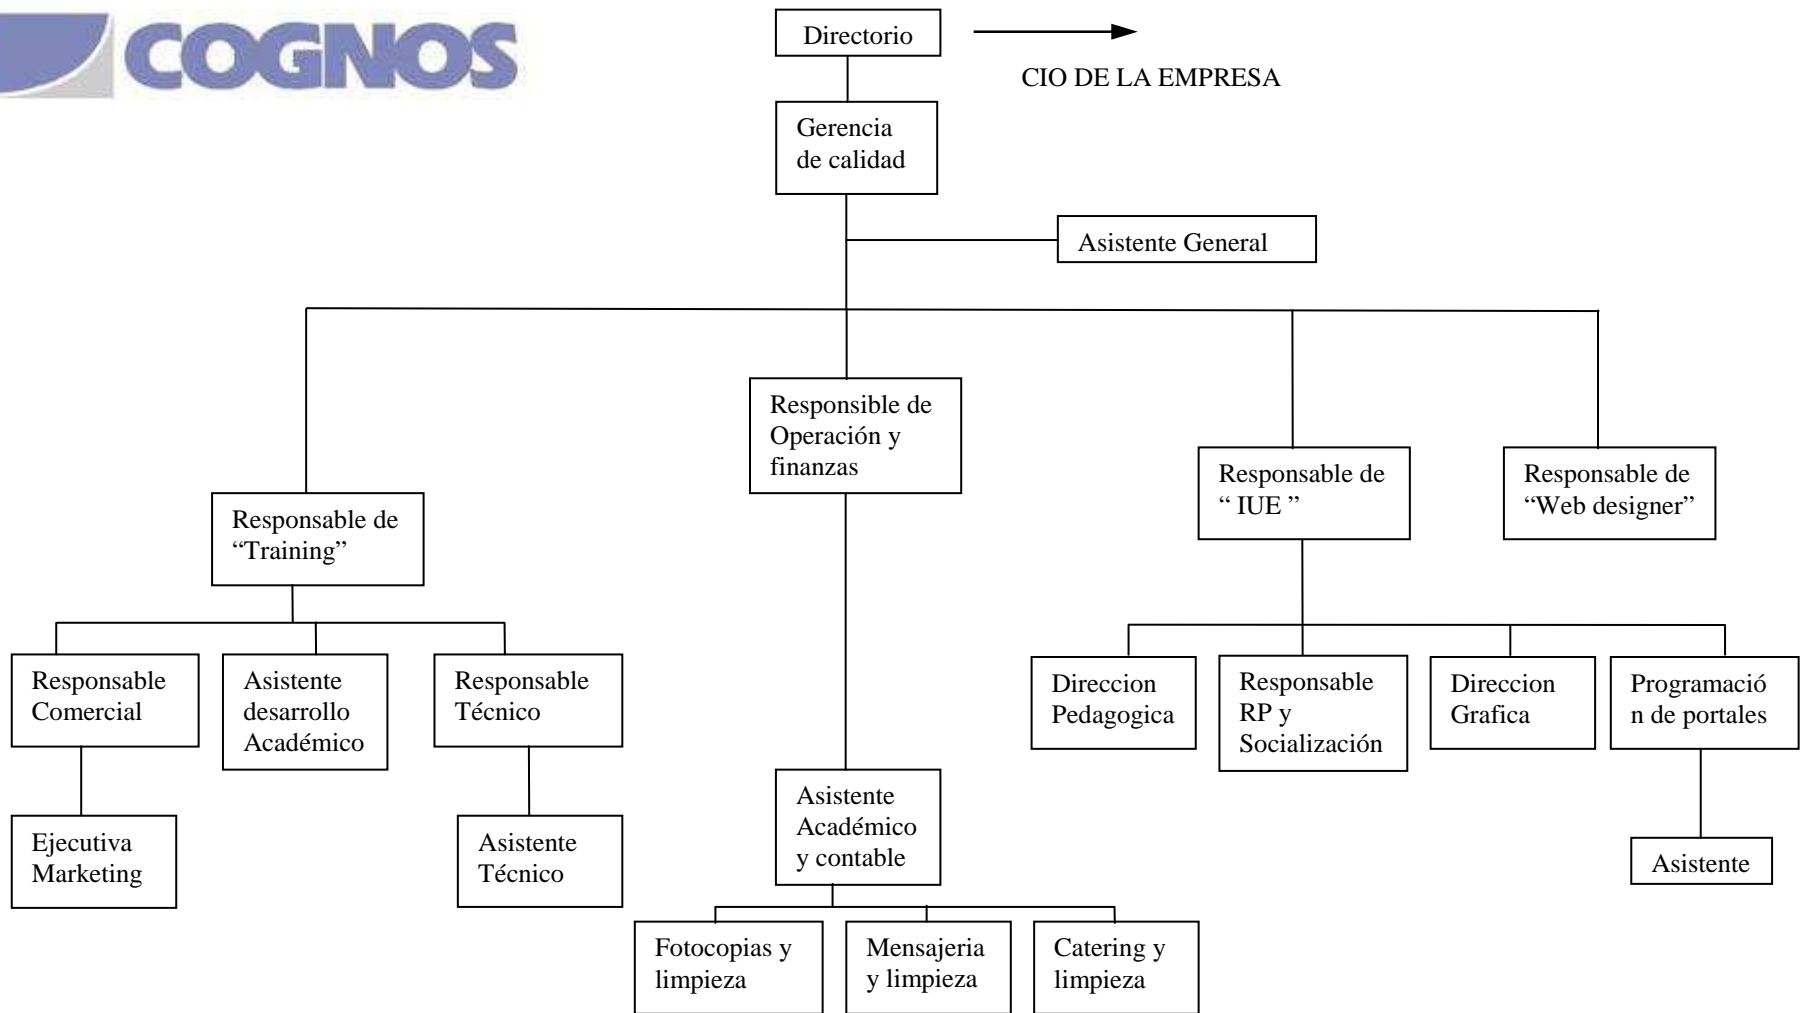 COGNOS
Directorio
CIO DE LA EMPRESA
Gerencia
de calidad
Asistente General
Responsible de
Operación y
finanzas
Responsable de
“ IUE ”
Responsable de
“Web designer”
Responsable de
“Training”
Responsable
Comercial
Asistente
desarrollo
Académico
Responsable
Técnico
Direccion
Pedagogica
Responsable
RP y
Socialización
Direccion
Grafica
Programació
n de portales
Ejecutiva
Marketing
Asistente
Técnico
Asistente
Académico
y contable
Asistente
Fotocopias y
limpieza
Mensajeria
y limpieza
Catering y
limpieza